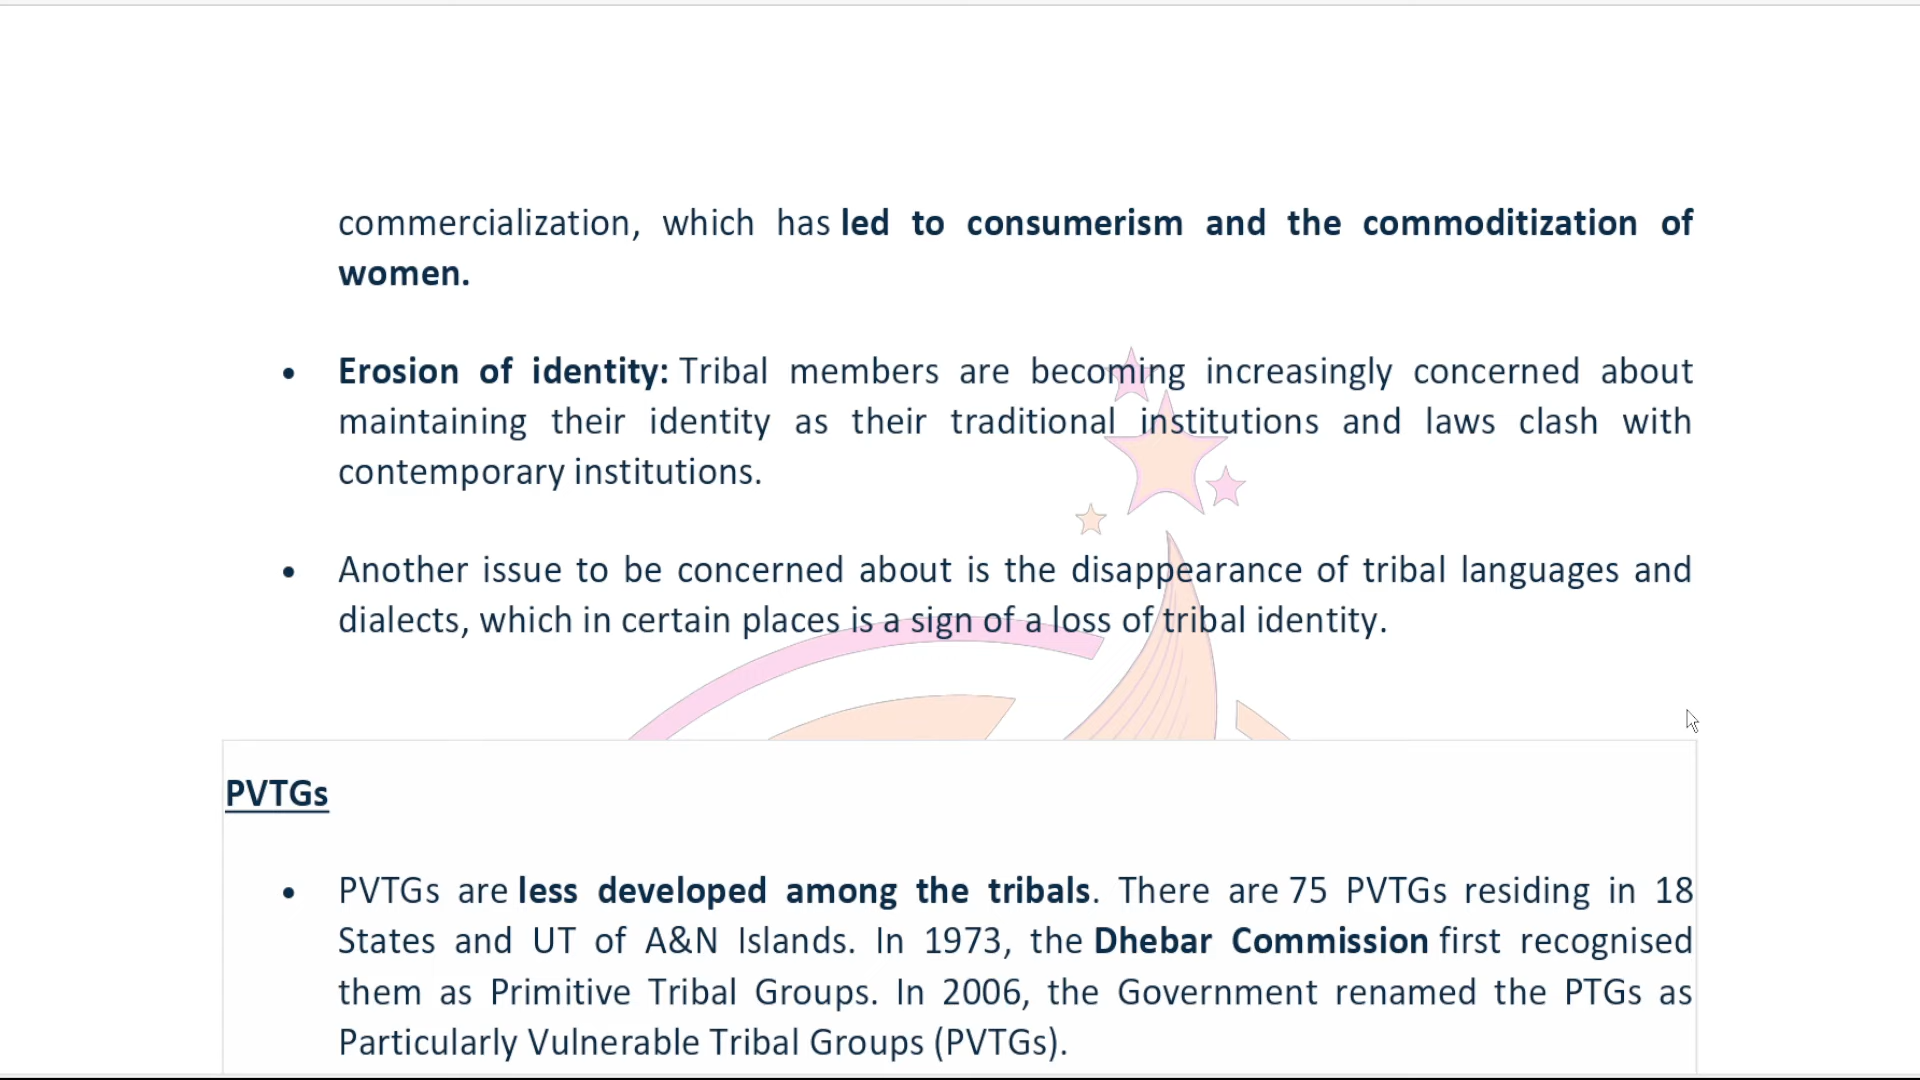 commercialization, which has led to consumerism and the commoditization of
women.
• Erosion of identity: Tribal members are becoming increasingly concerned about
maintaining their identity as their traditional institutions and laws clash with
contemporary institutions.
• Another issue to be concerned about is the disappearance of tribal languages and
dialects, which in certain places is a sign of a loss of tribal identity.
PVTGs
• PVTGs are less developed among the tribals. There are 75 PVTGs residing in 18
States and UT of A&N Islands. In 1973, the Dhebar Commission first recognised
them as Primitive Tribal Groups. In 2006, the Government renamed the PTGs as
Particularly Vulnerable Tribal Groups (PVTGs).